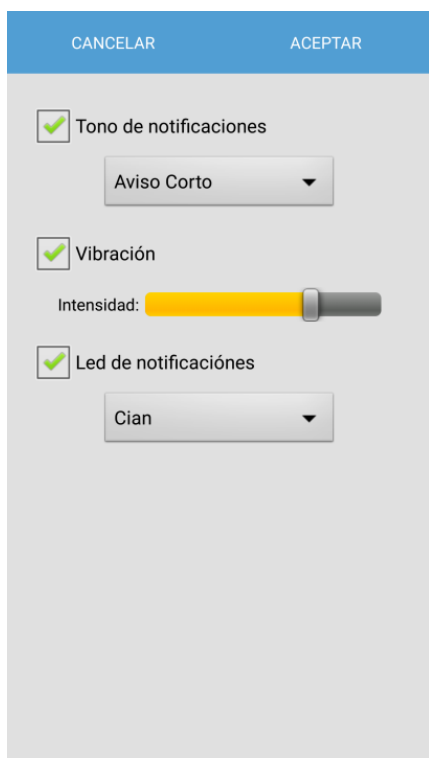 CANCELAR ACEPTAR
Tono de notificaciones
Aviso Corto
Vibración
Intensidad:
Led de notificaciónes
Cian